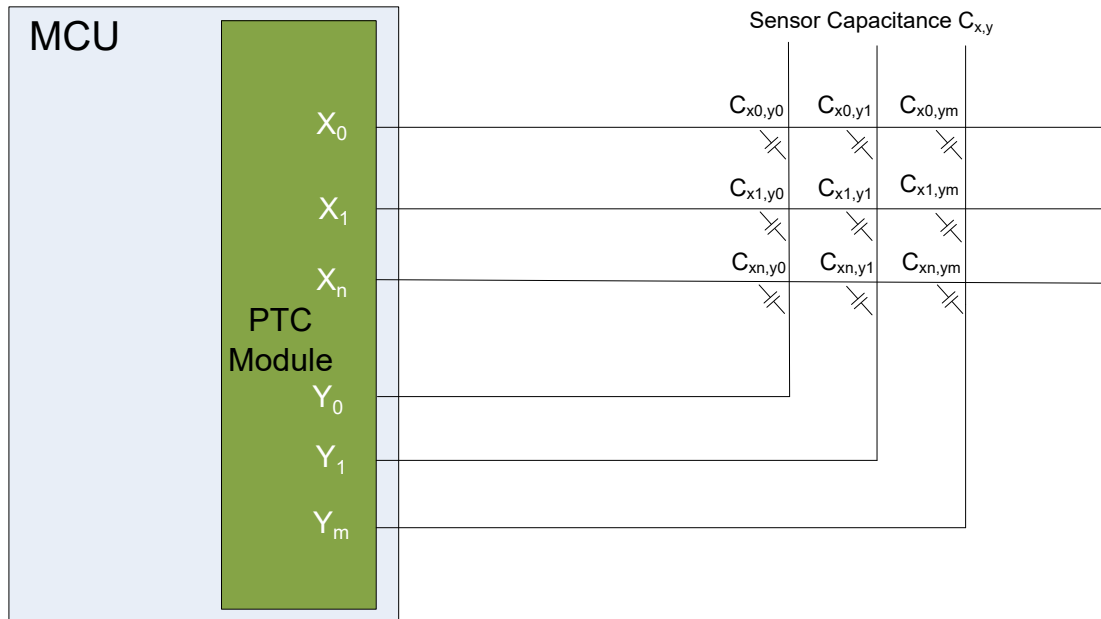 MCU
Sensor Capacitance Cx,y
X0
Cx0,y0 Cx0,y1 Cx0,ym
X1
Cx1,y0 Cx1,y1 Cx1,ym
Xn
Cxn,y0 Cxn,y1 Cxn,ym
PTC
Module
Y0
Y1
Ym